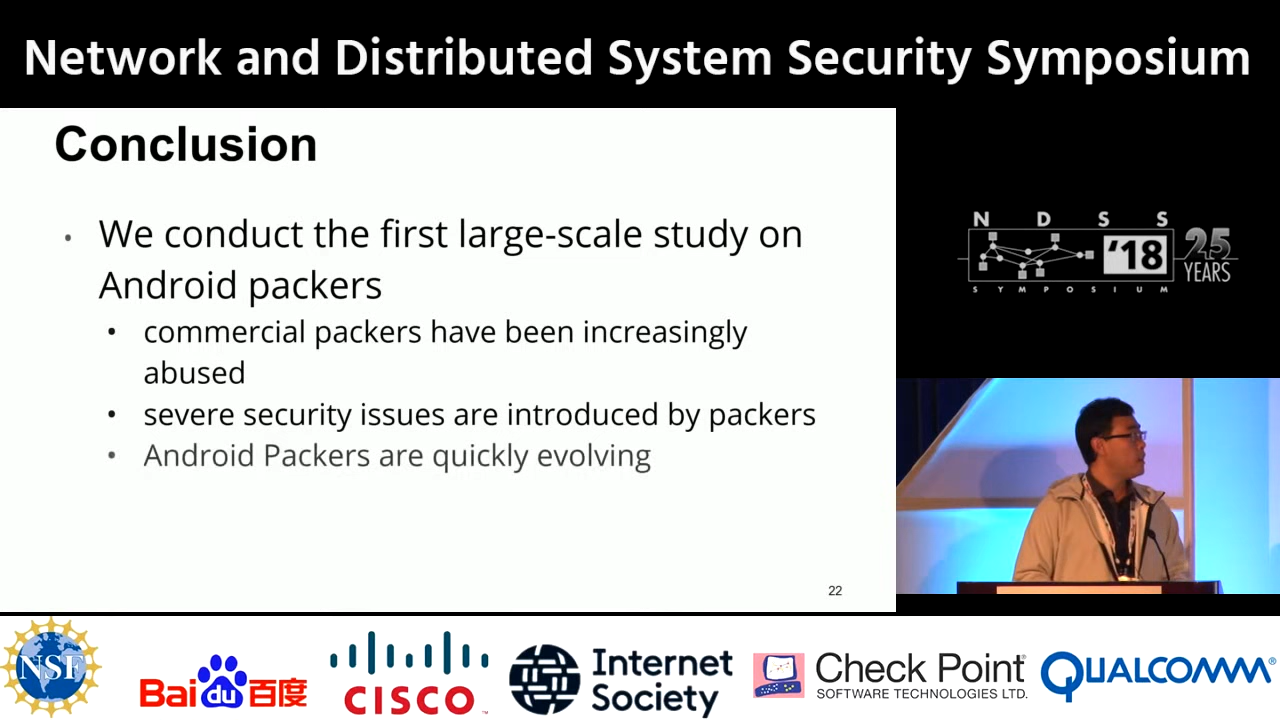 Network and Distributed System Security Symposium
Conclusion
• We conduct the first large-scale study on
Android packers
• commercial packers have been increasingly
abused
• severe security issues are introduced by packers
• Android Packers are quickly evolving
22
N D S S
'18
25
YEARS
S Y M P O S I U M
NSF
Bai du 百度
CISCO™
Internet
Society
Check Point®
SOFTWARE TECHNOLOGIES LTD.
QUALCOMM®